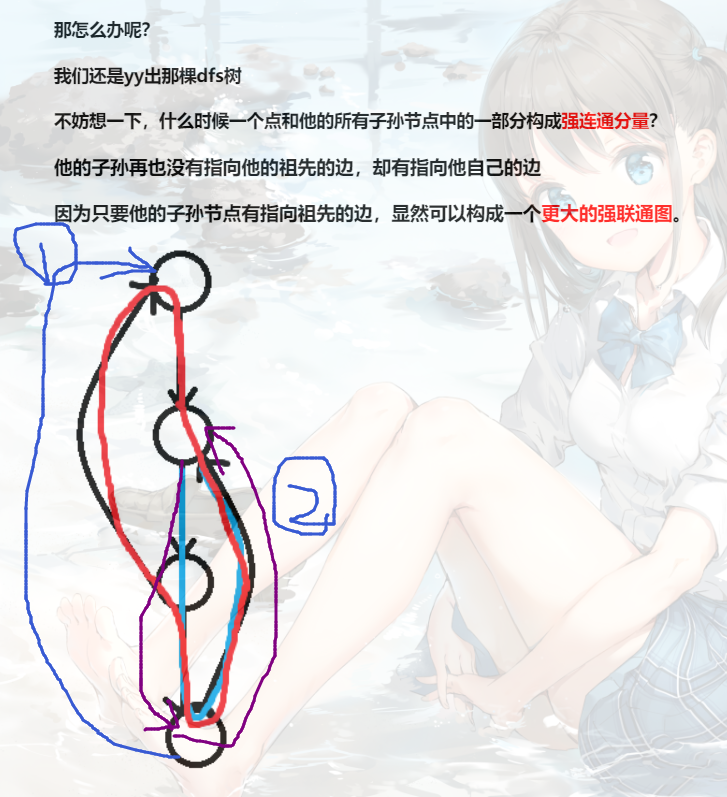 那怎么办呢?
我们还是yy出那棵dfs树
不妨想一下，什么时候一个点和他的所有子孙节点中的一部分构成强连通分量?
他的子孙再也没有指向他的祖先的边，却有指向他自己的边
因为只要他的子孙节点有指向祖先的边，显然可以构成一个更大的强联通图。
1
2